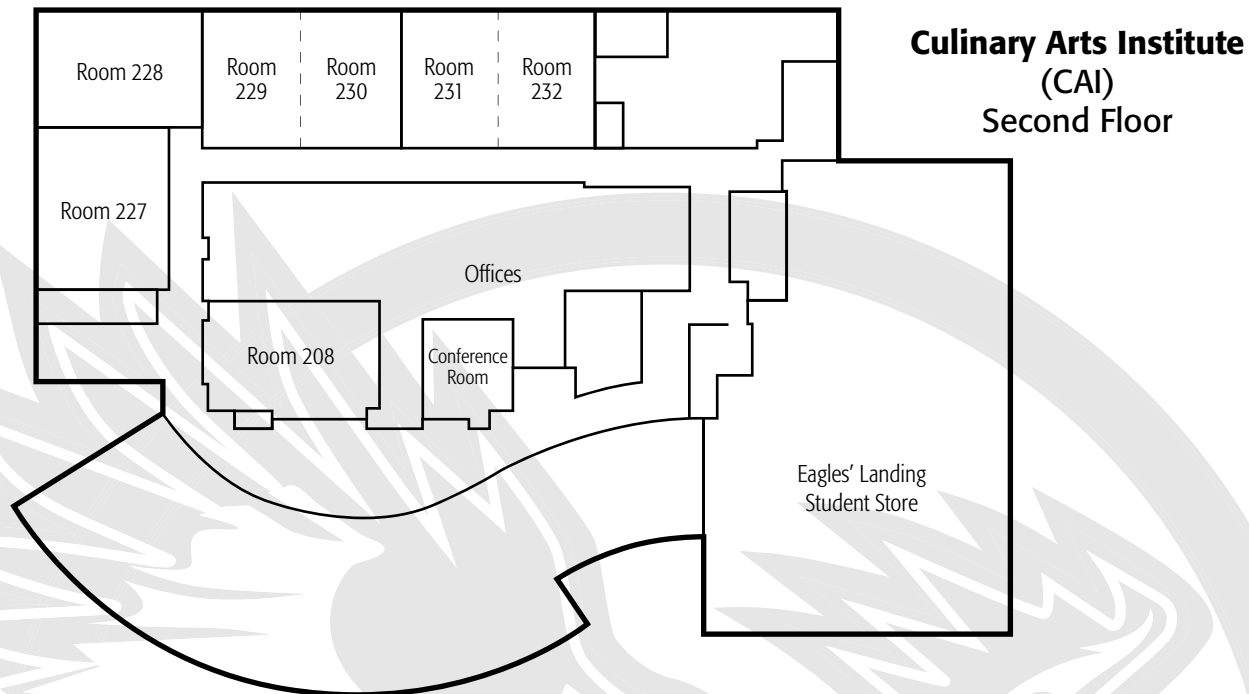 Culinary Arts Institute
(CAI)
Second Floor
Room 228
Room
229
Room
230
Room
231
Room
232
Room 227
Offices
Room 208
Conference
Room
Eagles’ Landing
Student Store